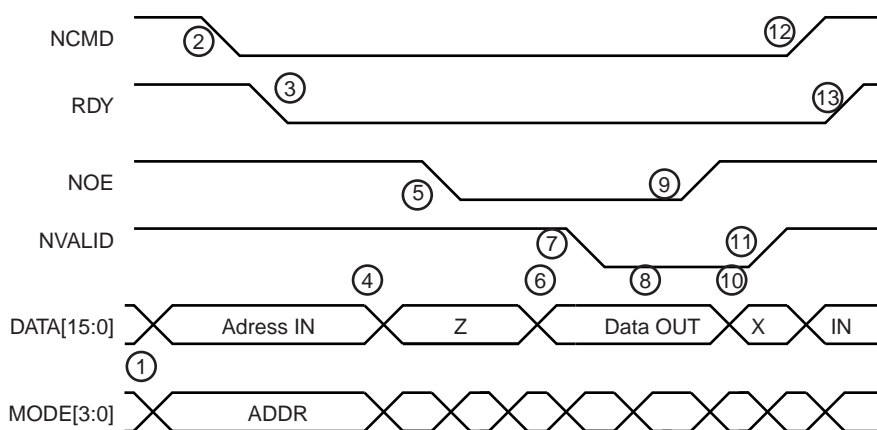 NCMD
2
12
RDY
3
13
NOE
5
9
NVALID
7
11
4
6
8
10
DATA[15:0]
Adress IN
Z
Data OUT
X
IN
1
MODE[3:0]
ADDR